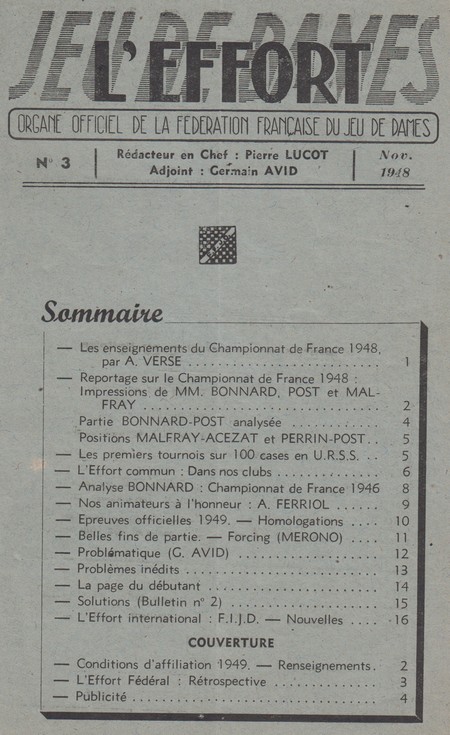 JEU DE DAMES
L'EFFORT
ORGANE OFFICIEL DE LA FEDERATION FRANÇAISE DU JEU DE DAMES
N° 3
Rédacteur en Chef : Pierre LUCOT
Adjoint : Germain AVID
Nov.
1948
Sommaire
— Les enseignements du Championnat de France 1948,
par A. VERSE . . . . . . . . . . . . . . . . . . . . . . . . . . 1
— Reportage sur le Championnat de France 1948 :
Impressions de MM. BONNARD, POST et MAL-
FRAY . . . . . . . . . . . . . . . . . . . . . . . . . . . . . . 2
Partie BONNARD-POST analysée . . . . . . . . . . . . . . 4
Positions MALFRAY-ACEZAT et PERRIN-POST . . 5
— Les premiers tournois sur 100 cases en U.R.S.S. . . 5
— L'Effort commun : Dans nos clubs . . . . . . . . . . 6
— Analyse BONNARD : Championnat de France 1946 8
— Nos animateurs à l'honneur : A. FERRIOL . . . . . . 9
— Epreuves officielles 1949. — Homologations . . . . 10
— Belles fins de partie. — Forcing (MERONO) . . . . 11
— Problématique (G. AVID) . . . . . . . . . . . . . . . . . . 12
— Problèmes inédits . . . . . . . . . . . . . . . . . . . . . . 13
— La page du débutant . . . . . . . . . . . . . . . . . . . . 14
— Solutions (Bulletin n° 2) . . . . . . . . . . . . . . . . . . 15
— L'Effort international : F.I.J.D. — Nouvelles . . . . 16
COUVERTURE
— Conditions d'affiliation 1949. — Renseignements . 2
— L'Effort Fédéral : Rétrospective . . . . . . . . . . . . 3
— Publicité . . . . . . . . . . . . . . . . . . . . . . . . . . . . 4